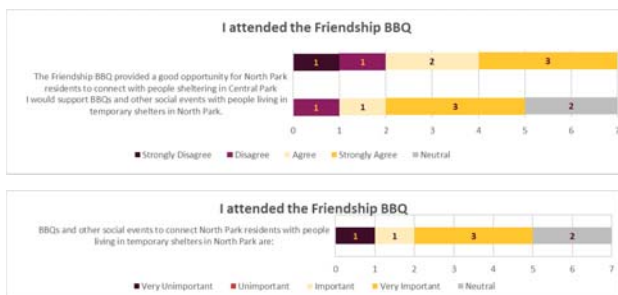 I attended the Friendship BBQ
1 1 2 3
The Friendship BBQ provided a good opportunity for North Park
residents to connect with people sheltering in Central Park
I would support BBQs and other social events with people living in
temporary shelters in North Park.
1 1 3 2
0 1 2 3 4 5 6 7
Strongly Disagree Disagree Agree Strongly Agree Neutral
I attended the Friendship BBQ
BBQs and other social events to connect North Park residents with people
living in temporary shelters in North Park are:
1 1 3 2
0 1 2 3 4 5 6 7
Very Unimportant Unimportant Important Very Important Neutral